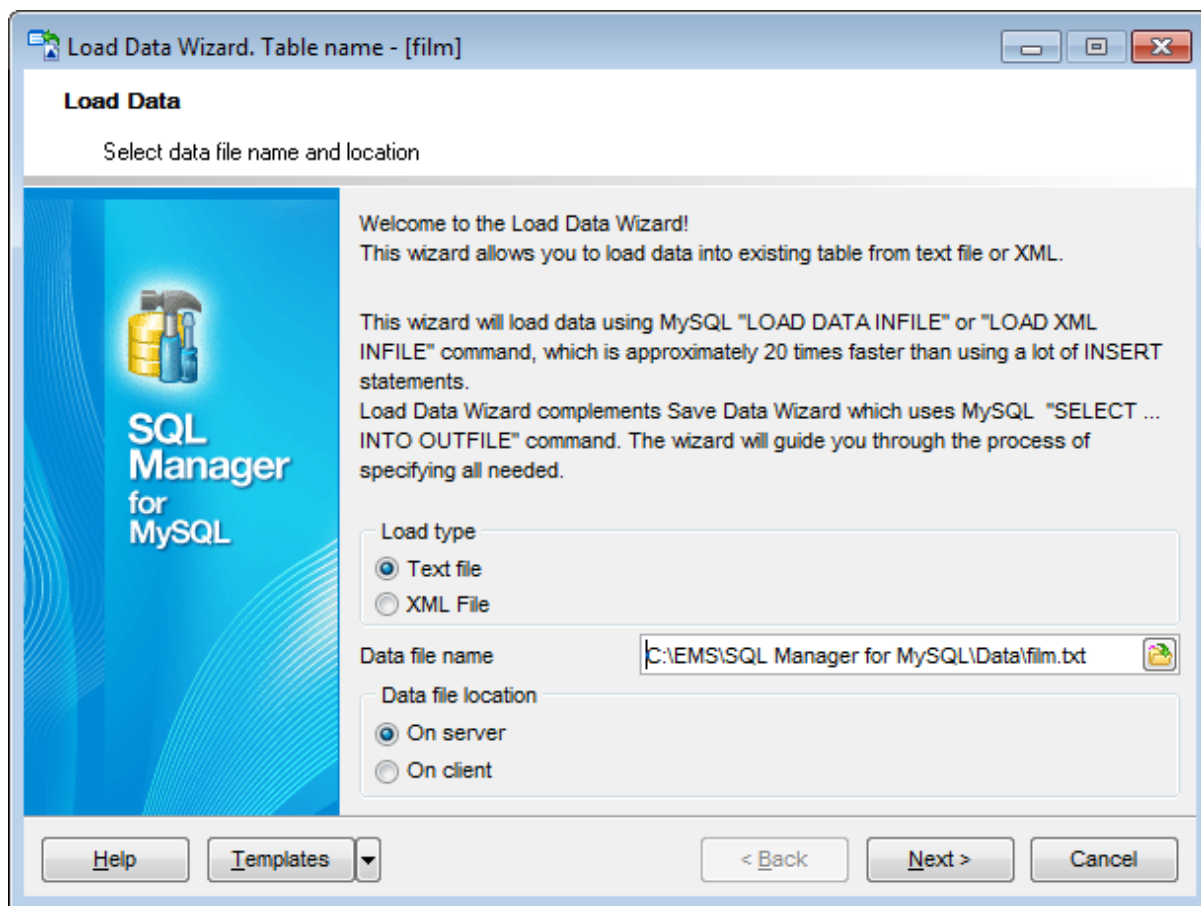 Load Data Wizard. Table name - [film]
Load Data
Select data file name and location
SQL
Manager
for
MySQL
Welcome to the Load Data Wizard!
This wizard allows you to load data into existing table from text file or XML.
This wizard will load data using MySQL "LOAD DATA INFILE" or "LOAD XML
INFILE" command, which is approximately 20 times faster than using a lot of INSERT
statements.
Load Data Wizard complements Save Data Wizard which uses MySQL  "SELECT ...
INTO OUTFILE" command. The wizard will guide you through the process of
specifying all needed.
Load type
Text file
XML File
Data file name
C:\EMS\SQL Manager for MySQL\Data\film.txt
Data file location
On server
On client
Help
Templates
< Back
Next >
Cancel